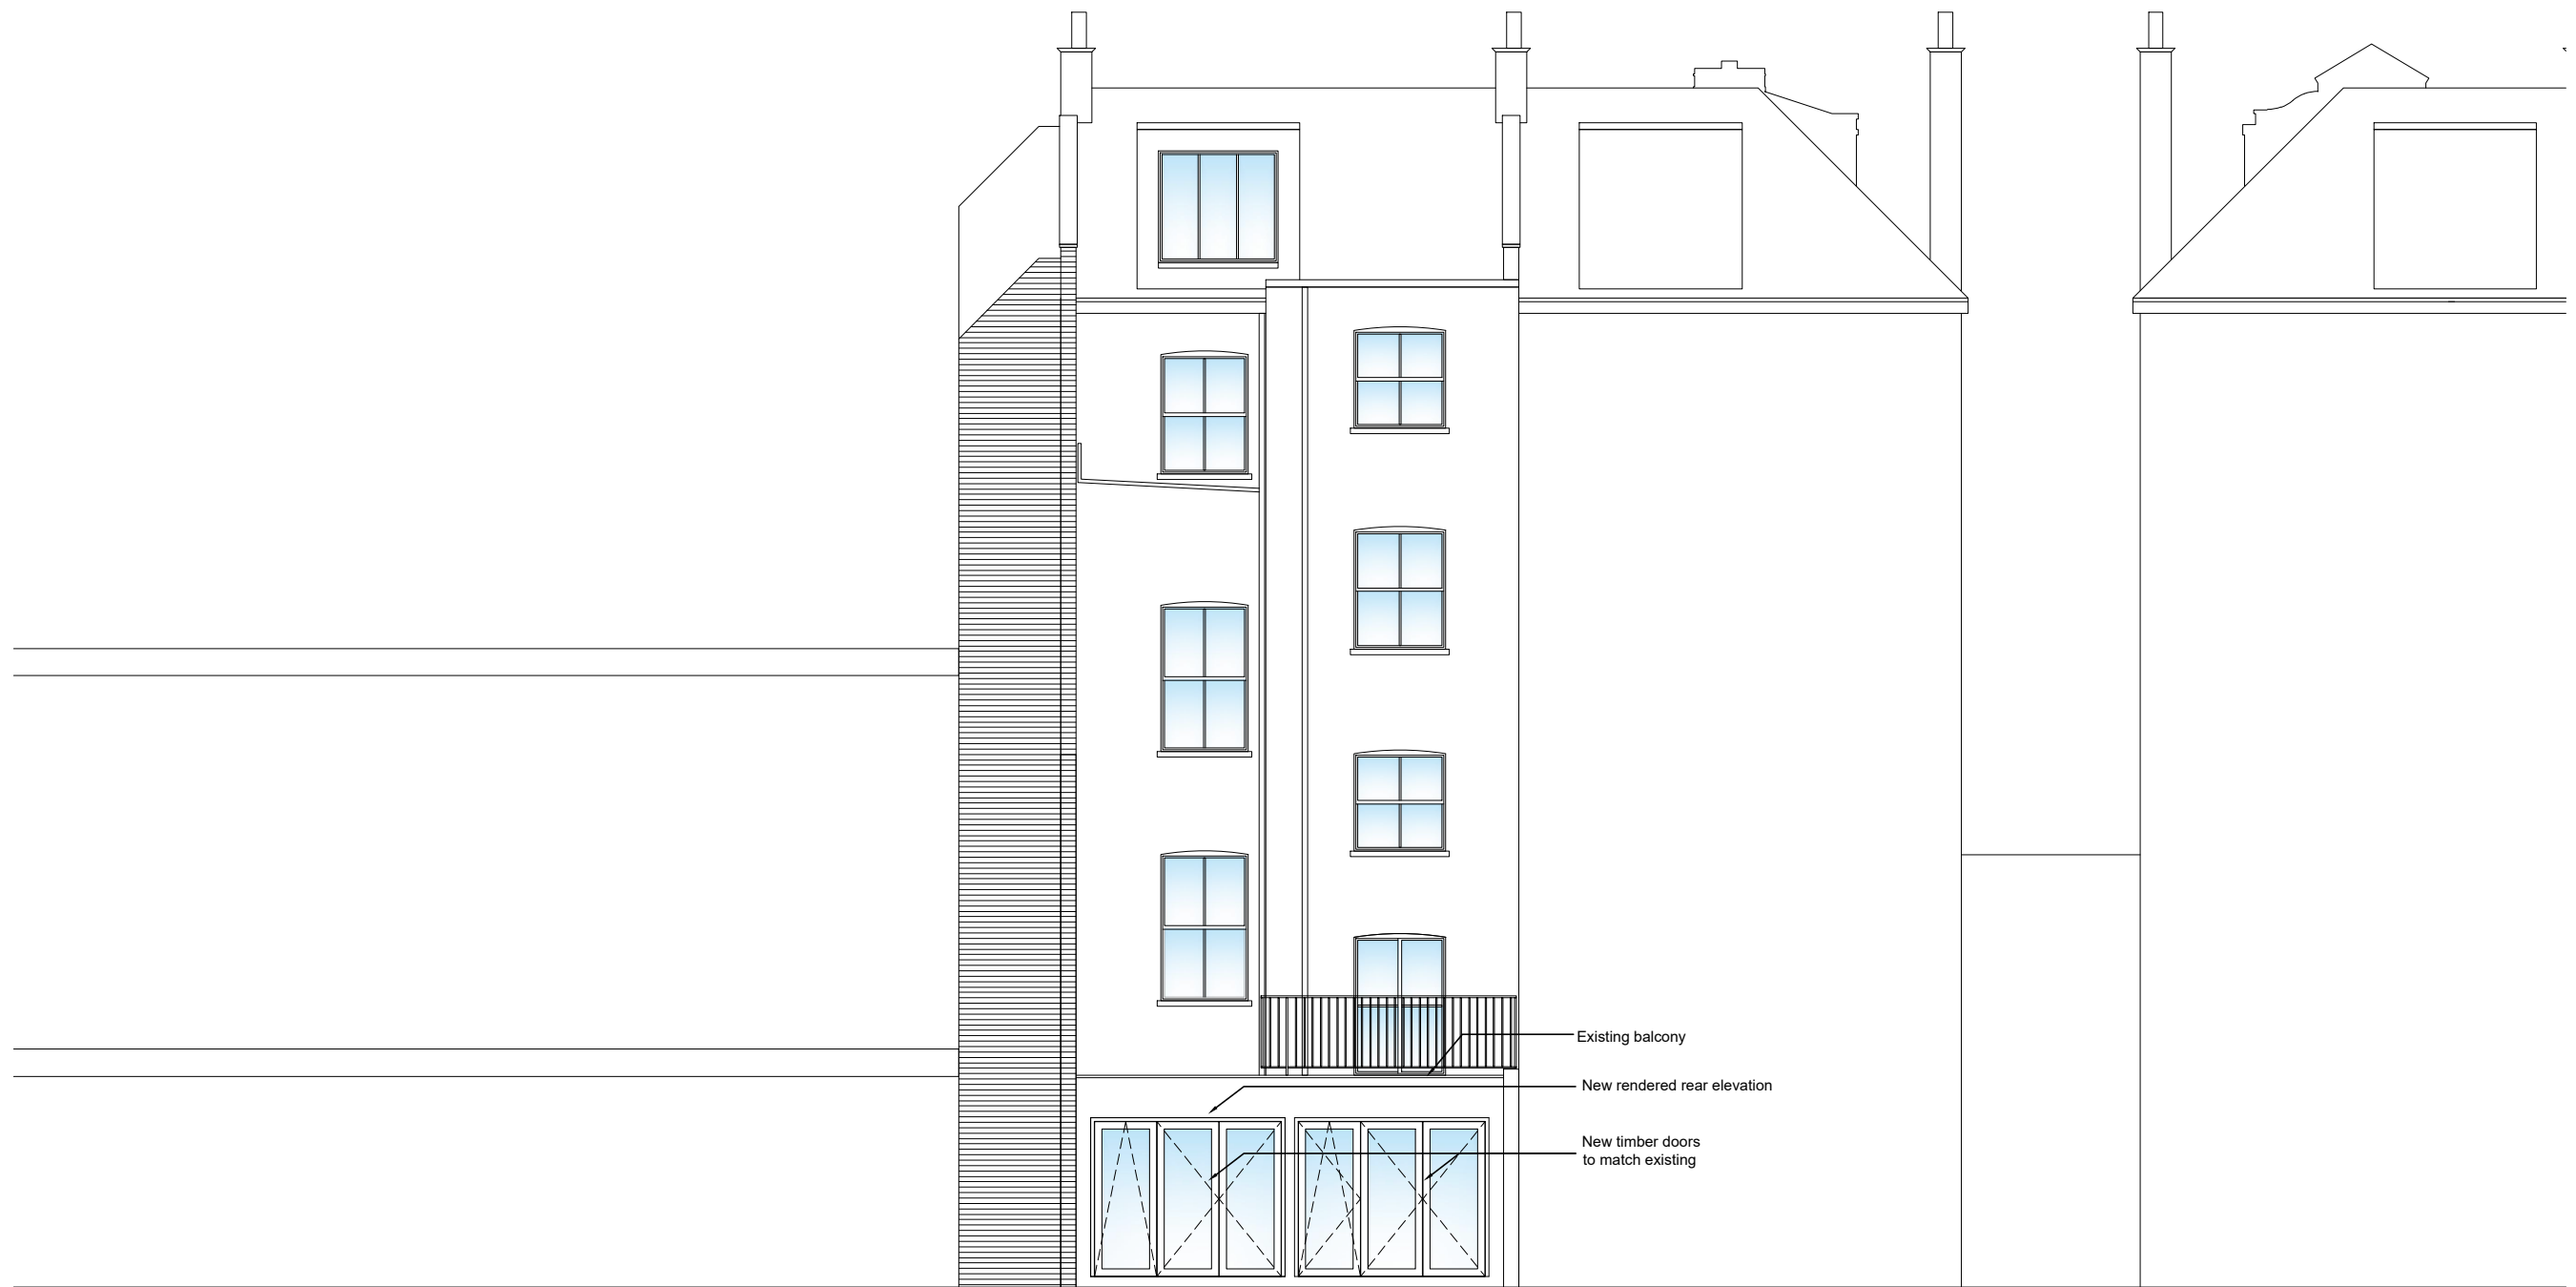 Existing balcony
New rendered rear elevation
New timber doors
to match existing